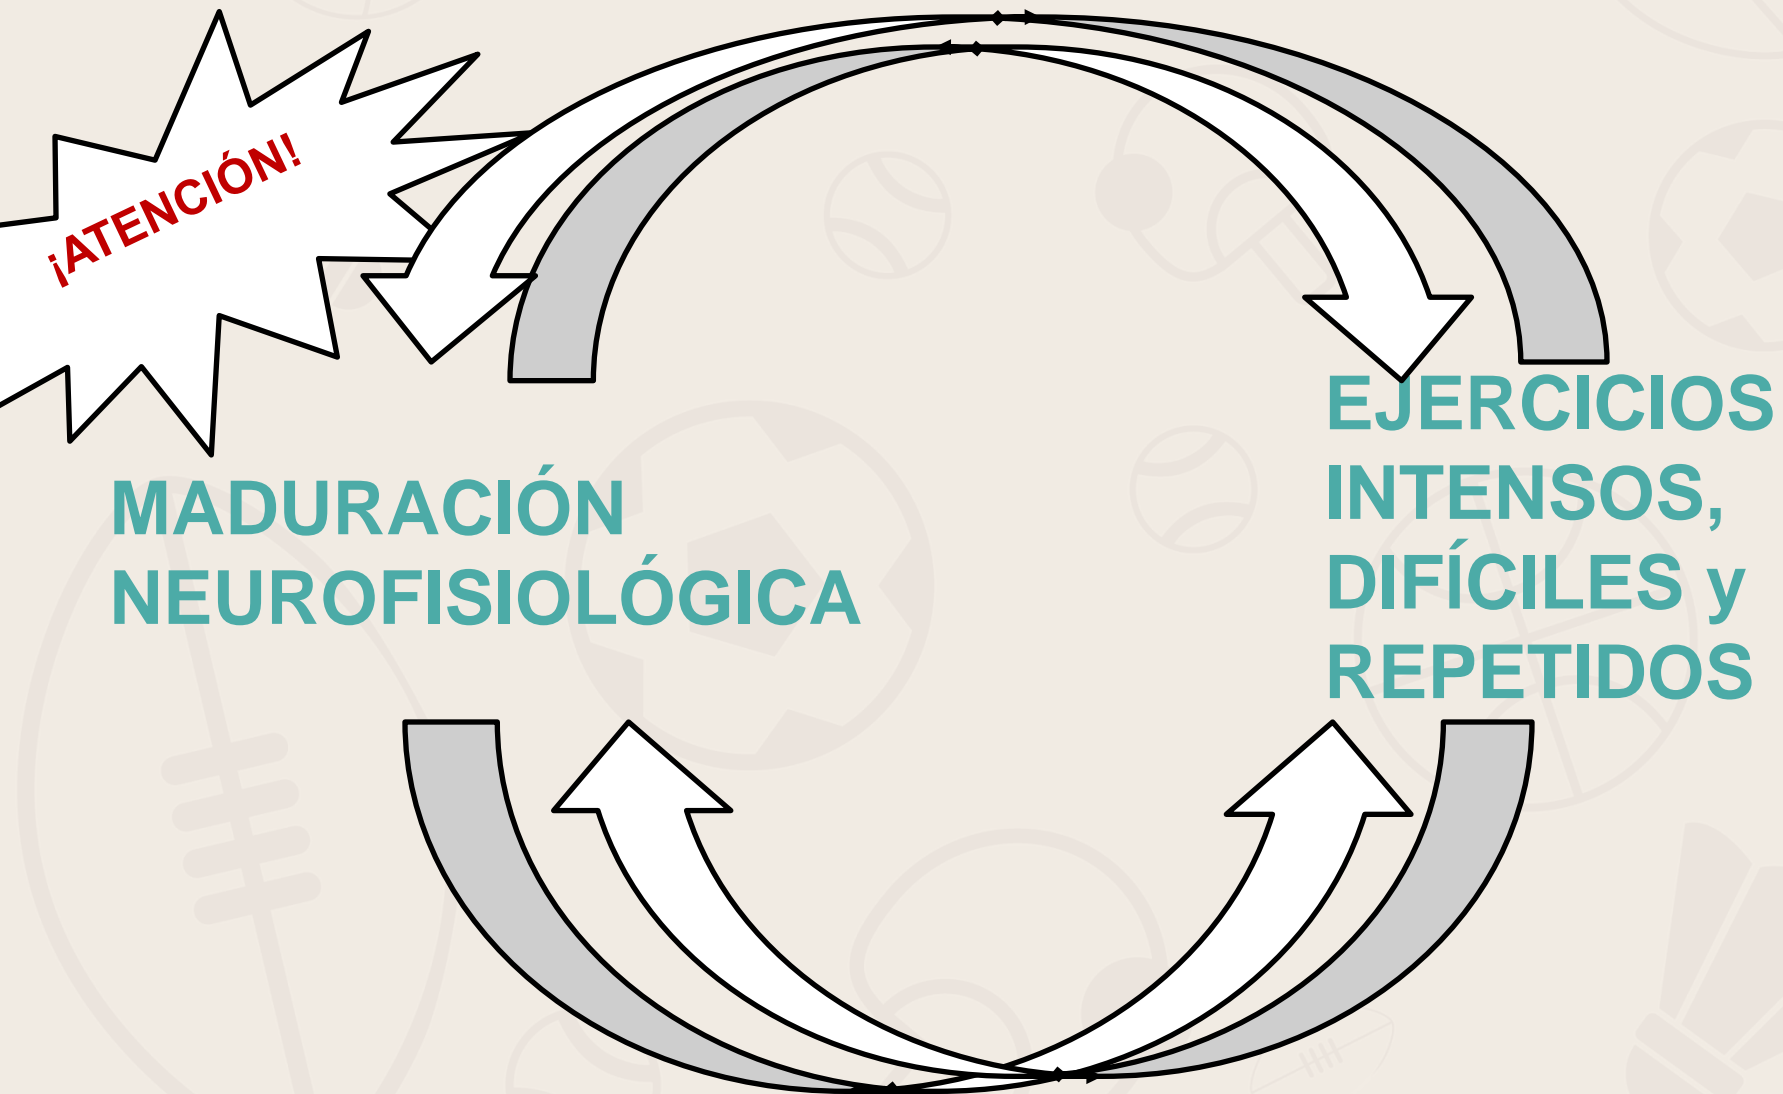 ¡ATENCIÓN!
MADURACIÓN
NEUROFISIOLÓGICA
EJERCICIOS
INTENSOS,
DIFÍCILES y
REPETIDOS